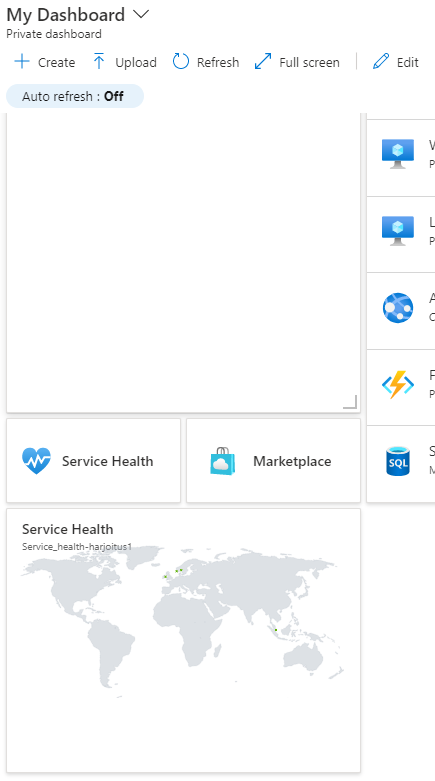 My Dashboard
Private dashboard
Create
Upload
Refresh
Full screen
Edit
Auto refresh : Off
Service Health
Marketplace
SQL
Service Health
Service_health-harjoitus1